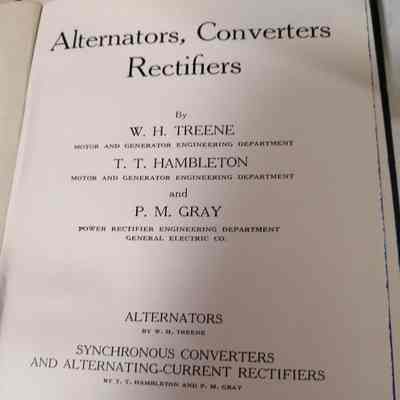 Alternators, Converters
Rectifiers
By
W. H. TREENE
MOTOR AND GENERATOR ENGINEERING DEPARTMENT
T. T. HAMBLETON
MOTOR AND GENERATOR ENGINEERING DEPARTMENT
and
P. M. GRAY
POWER RECTIFIER ENGINEERING DEPARTMENT
GENERAL ELECTRIC CO.
ALTERNATORS
BY W. H. TREENE
SYNCHRONOUS CONVERTERS
AND ALTERNATING-CURRENT RECTIFIERS
BY T. T. HAMBLETON AND P. M. GRAY